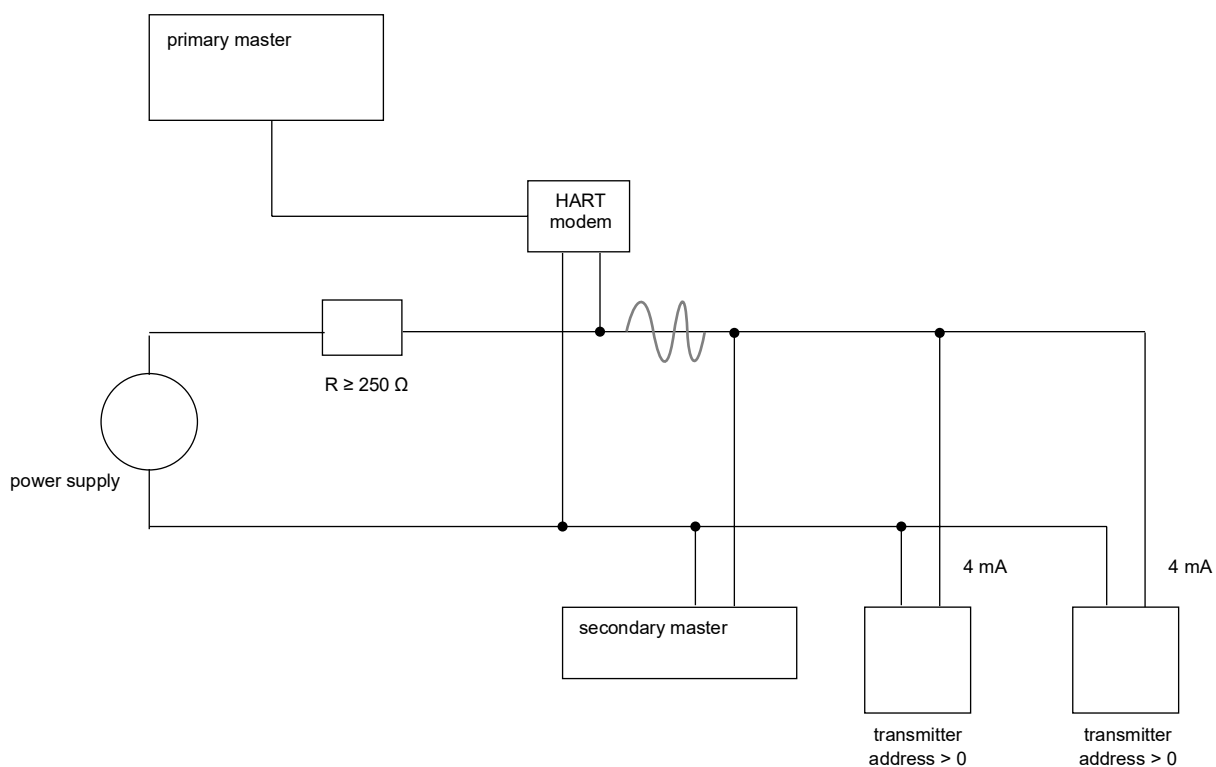 primary master
HART
modem
R ≥ 250 Ω
power supply
4 mA
4 mA
secondary master
transmitter
address > 0
transmitter
address > 0